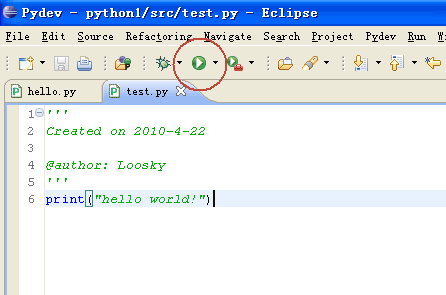 Pydev - python1/src/test.py - Eclipse
File Edit Source Refactoring Navigate Search Project Pydev Run W
hello.py test.py
1 '''
2 Created on 2010-4-22
3
4 @author: Loosky
5 '''
6 print("hello world!")